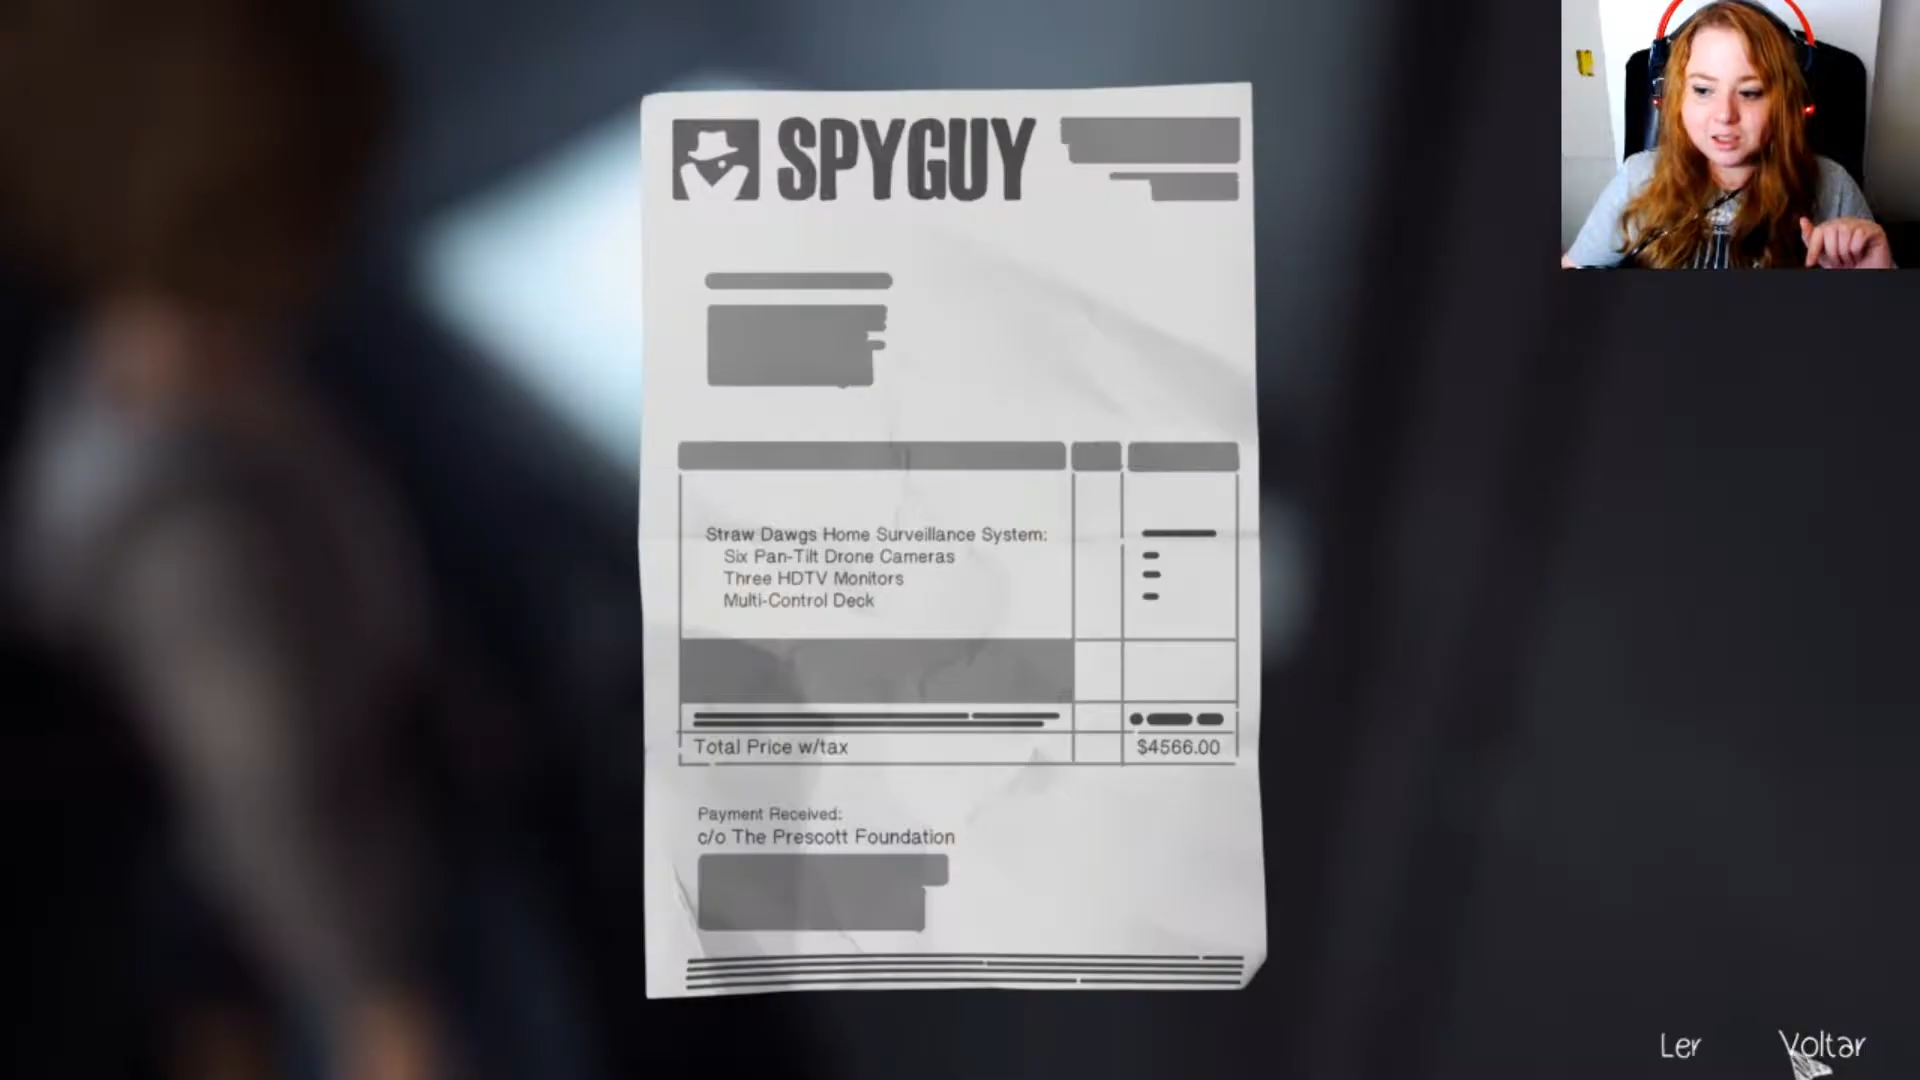 SPYGUY
Straw Dawgs Home Surveillance System:
Six Pan-Tilt Drone Cameras
Three HDTV Monitors
Multi-Control Deck
Total Price w/tax $4566.00
Payment Received:
c/o The Prescott Foundation
Ler Voltar